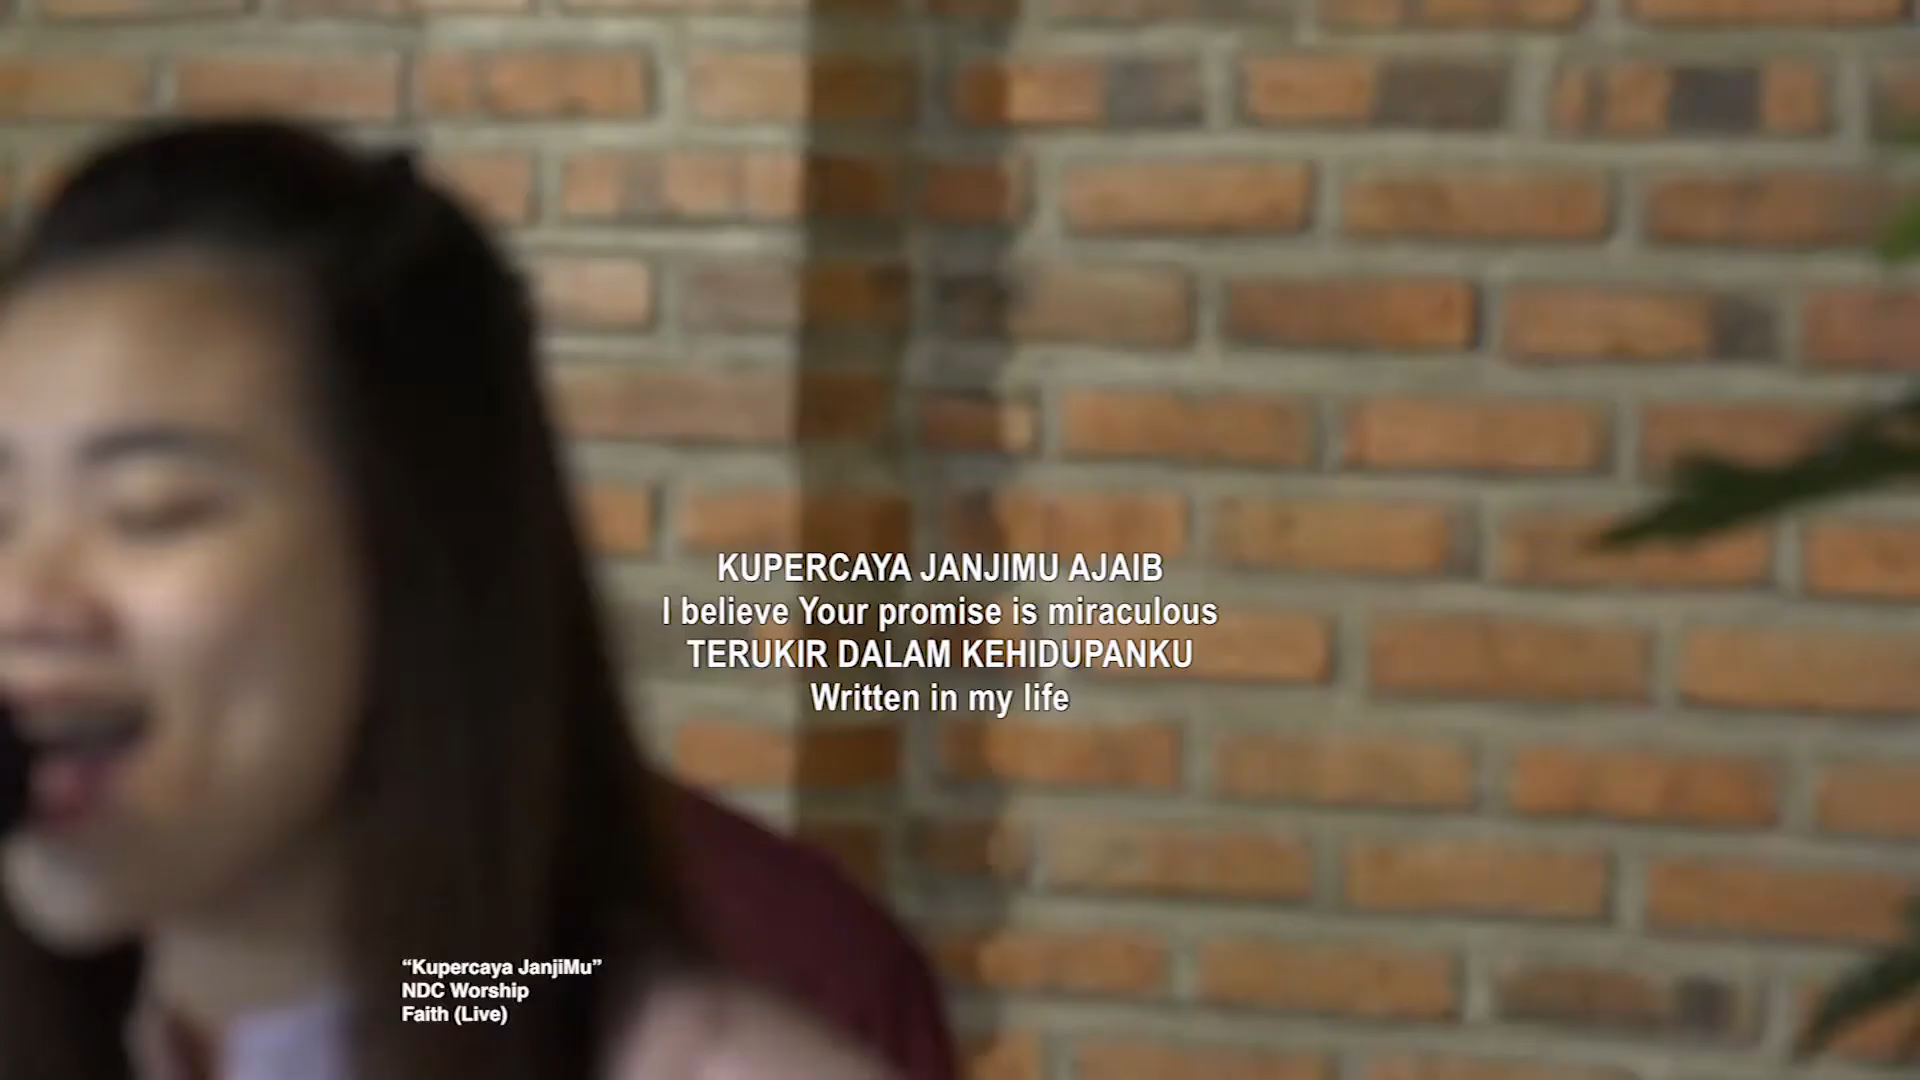 KUPERCAYA JANJIMU AJAIB
I believe Your promise is miraculous
TERUKIR DALAM KEHIDUPANKU
Written in my life
“Kupercaya JanjiMu”
NDC Worship
Faith (Live)